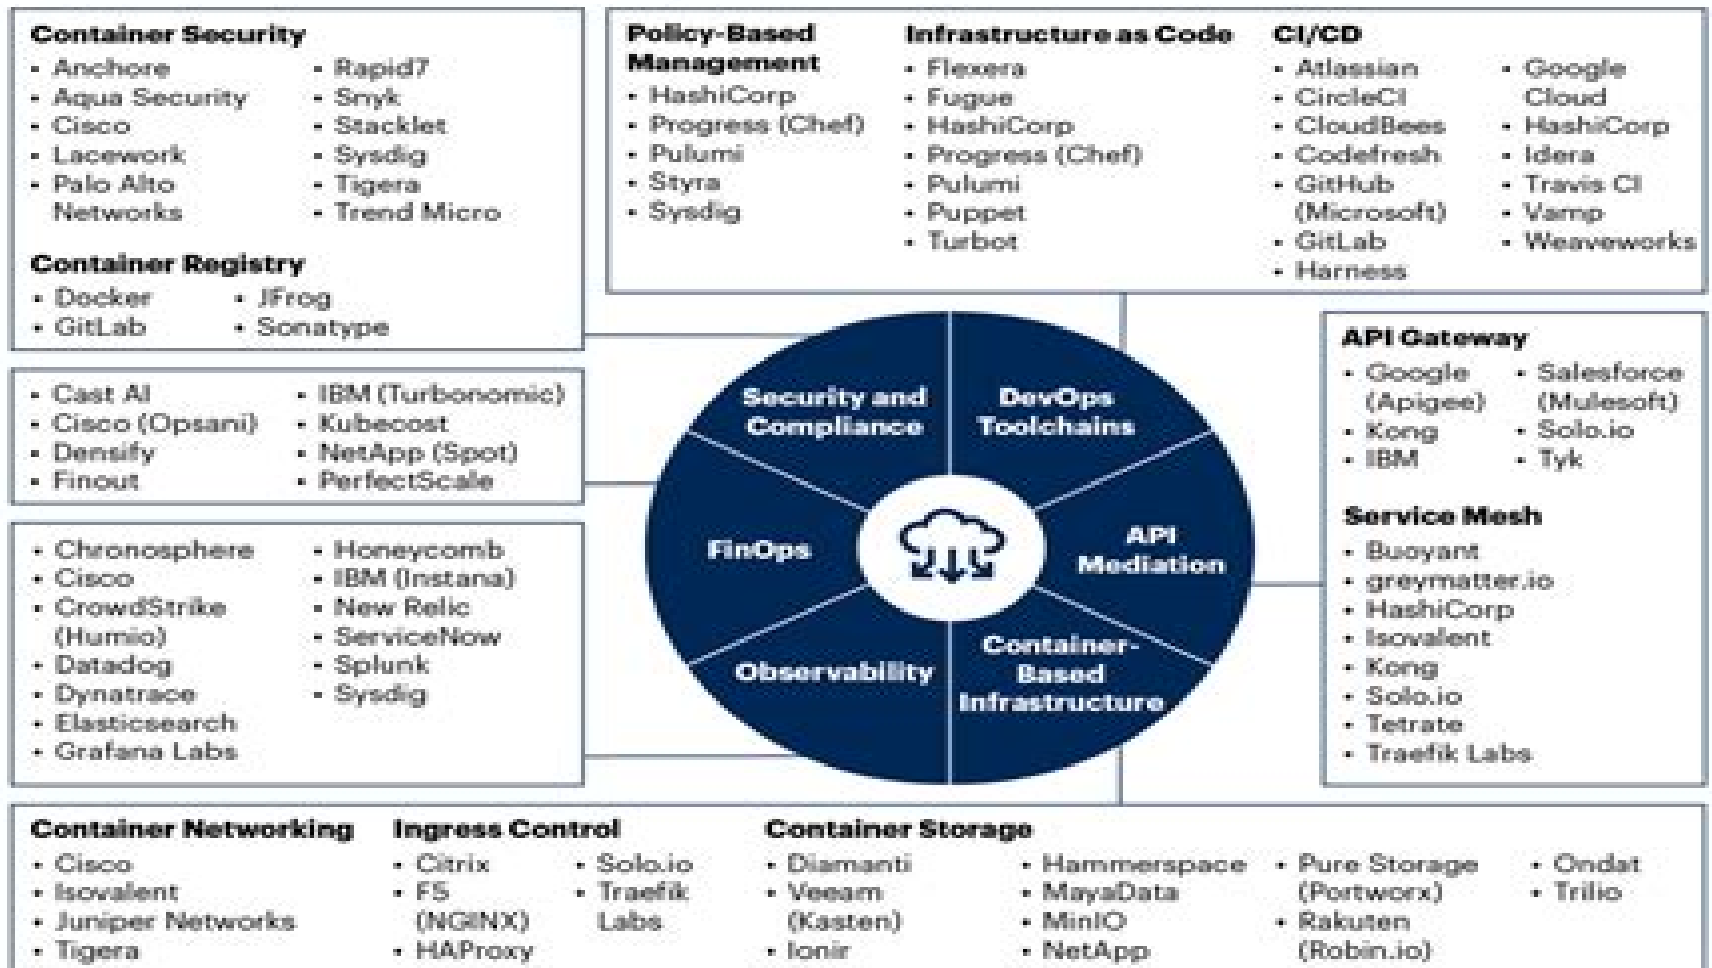 Container Security
• Anchore
• Aqua Security
• Cisco
• Lacework
• Palo Alto
Networks
• Rapid7
• Snyk
• Stacklet
• Sysdig
• Tigera
• Trend Micro
Container Registry
• Docker
• GitLab
• JFrog
• Sonatype
Policy-Based
Management
• HashiCorp
• Progress (Chef)
• Pulumi
• Styra
• Sysdig
Infrastructure as Code
• Flexera
• Fugue
• HashiCorp
• Progress (Chef)
• Pulumi
• Puppet
• Turbot
CI/CD
• Atlassian
• CircleCI
• CloudBees
• Codefresh
• GitHub
(Microsoft)
• GitLab
• Harness
• Google
Cloud
• HashiCorp
• Idera
• Travis CI
• Vamp
• Weaveworks
• Cast AI
• Cisco (Opsani)
• Densify
• Finout
• IBM (Turbonomic)
• Kubecost
• NetApp (Spot)
• PerfectScale
Security and
Compliance
DevOps
Toolchains
FinOps
API
Mediation
Observability
Container-
Based
Infrastructure
API Gateway
• Google
(Apigee)
• Kong
• IBM
• Salesforce
(Mulesoft)
• Solo.io
• Tyk
Service Mesh
• Buoyant
• greymatter.io
• HashiCorp
• Isovalent
• Kong
• Solo.io
• Tetrate
• Traefik Labs
• Chronosphere
• Cisco
• CrowdStrike
(Humio)
• Datadog
• Dynatrace
• Elasticsearch
• Grafana Labs
• Honeycomb
• IBM (Instana)
• New Relic
• ServiceNow
• Splunk
• Sysdig
Container Networking
• Cisco
• Isovalent
• Juniper Networks
• Tigera
Ingress Control
• Citrix
• F5
(NGINX)
• HAProxy
• Solo.io
• Traefik
Labs
Container Storage
• Diamanti
• Veeam
(Kasten)
• Ionir
• Hammerspace
• MayaData
• MinIO
• NetApp
• Pure Storage
(Portworx)
• Rakuten
(Robin.io)
• Ondat
• Trilio